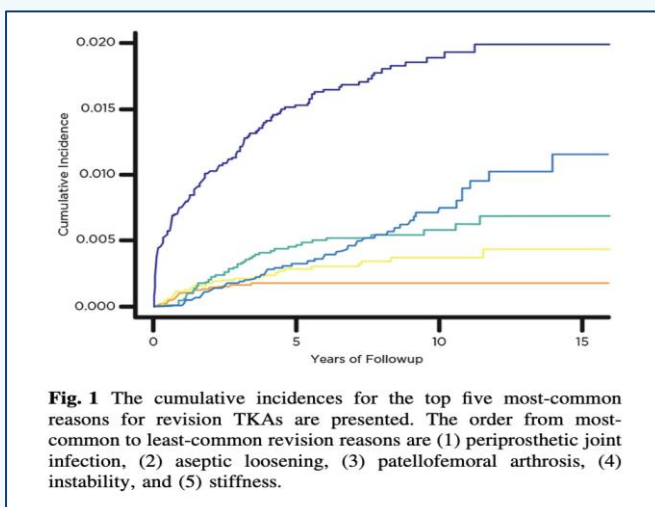 0.020
0.015
0.010
0.005
0.000
Cumulative Incidence
0 5 10 15
Years of Followup
Fig. 1 The cumulative incidences for the top five most-common
reasons for revision TKAs are presented. The order from most-
common to least-common revision reasons are (1) periprosthetic joint
infection, (2) aseptic loosening, (3) patellofemoral arthrosis, (4)
instability, and (5) stiffness.